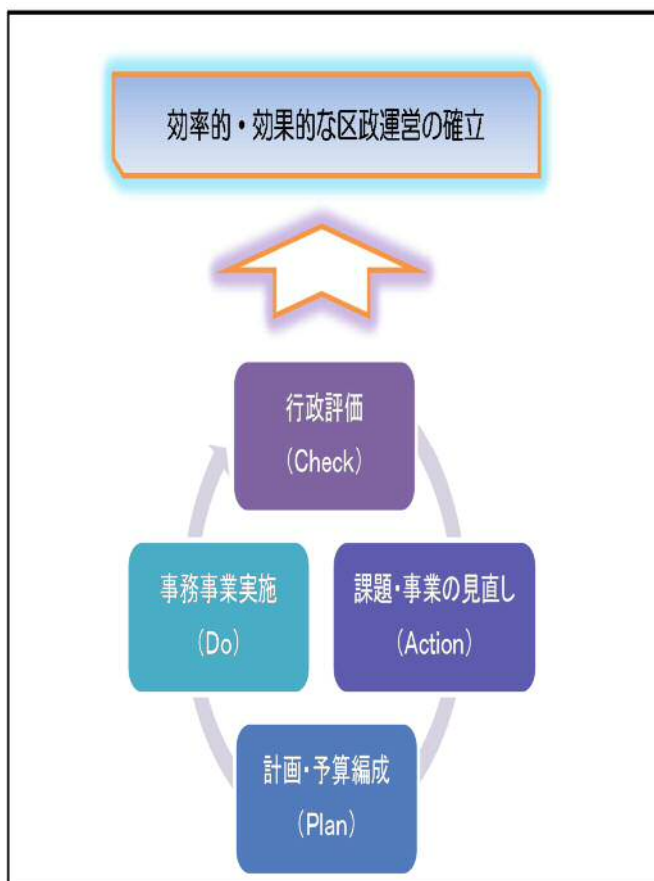 効率的・効果的な区政運営の確立
行政評価
(Check)
事務事業実施
(Do)
課題・事業の見直し
(Action)
計画・予算編成
(Plan)